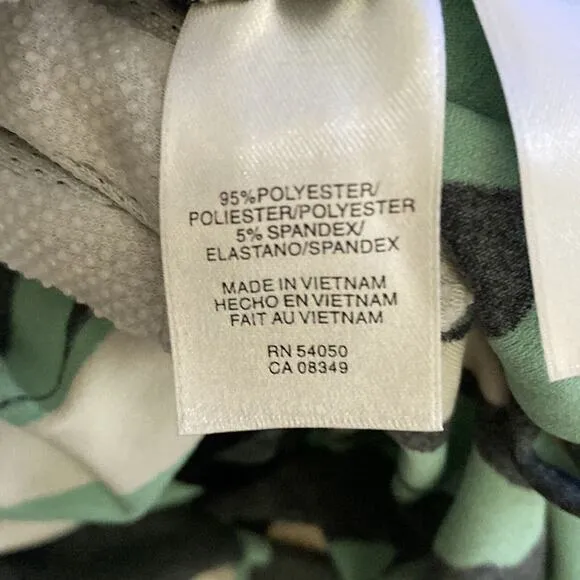 95%POLYESTER/
POLIESTER/POLYESTER
5% SPANDEX/
ELASTANO/SPANDEX
MADE IN VIETNAM
HECHO EN VIETNAM
FAIT AU VIETNAM
RN 54050
CA 08349